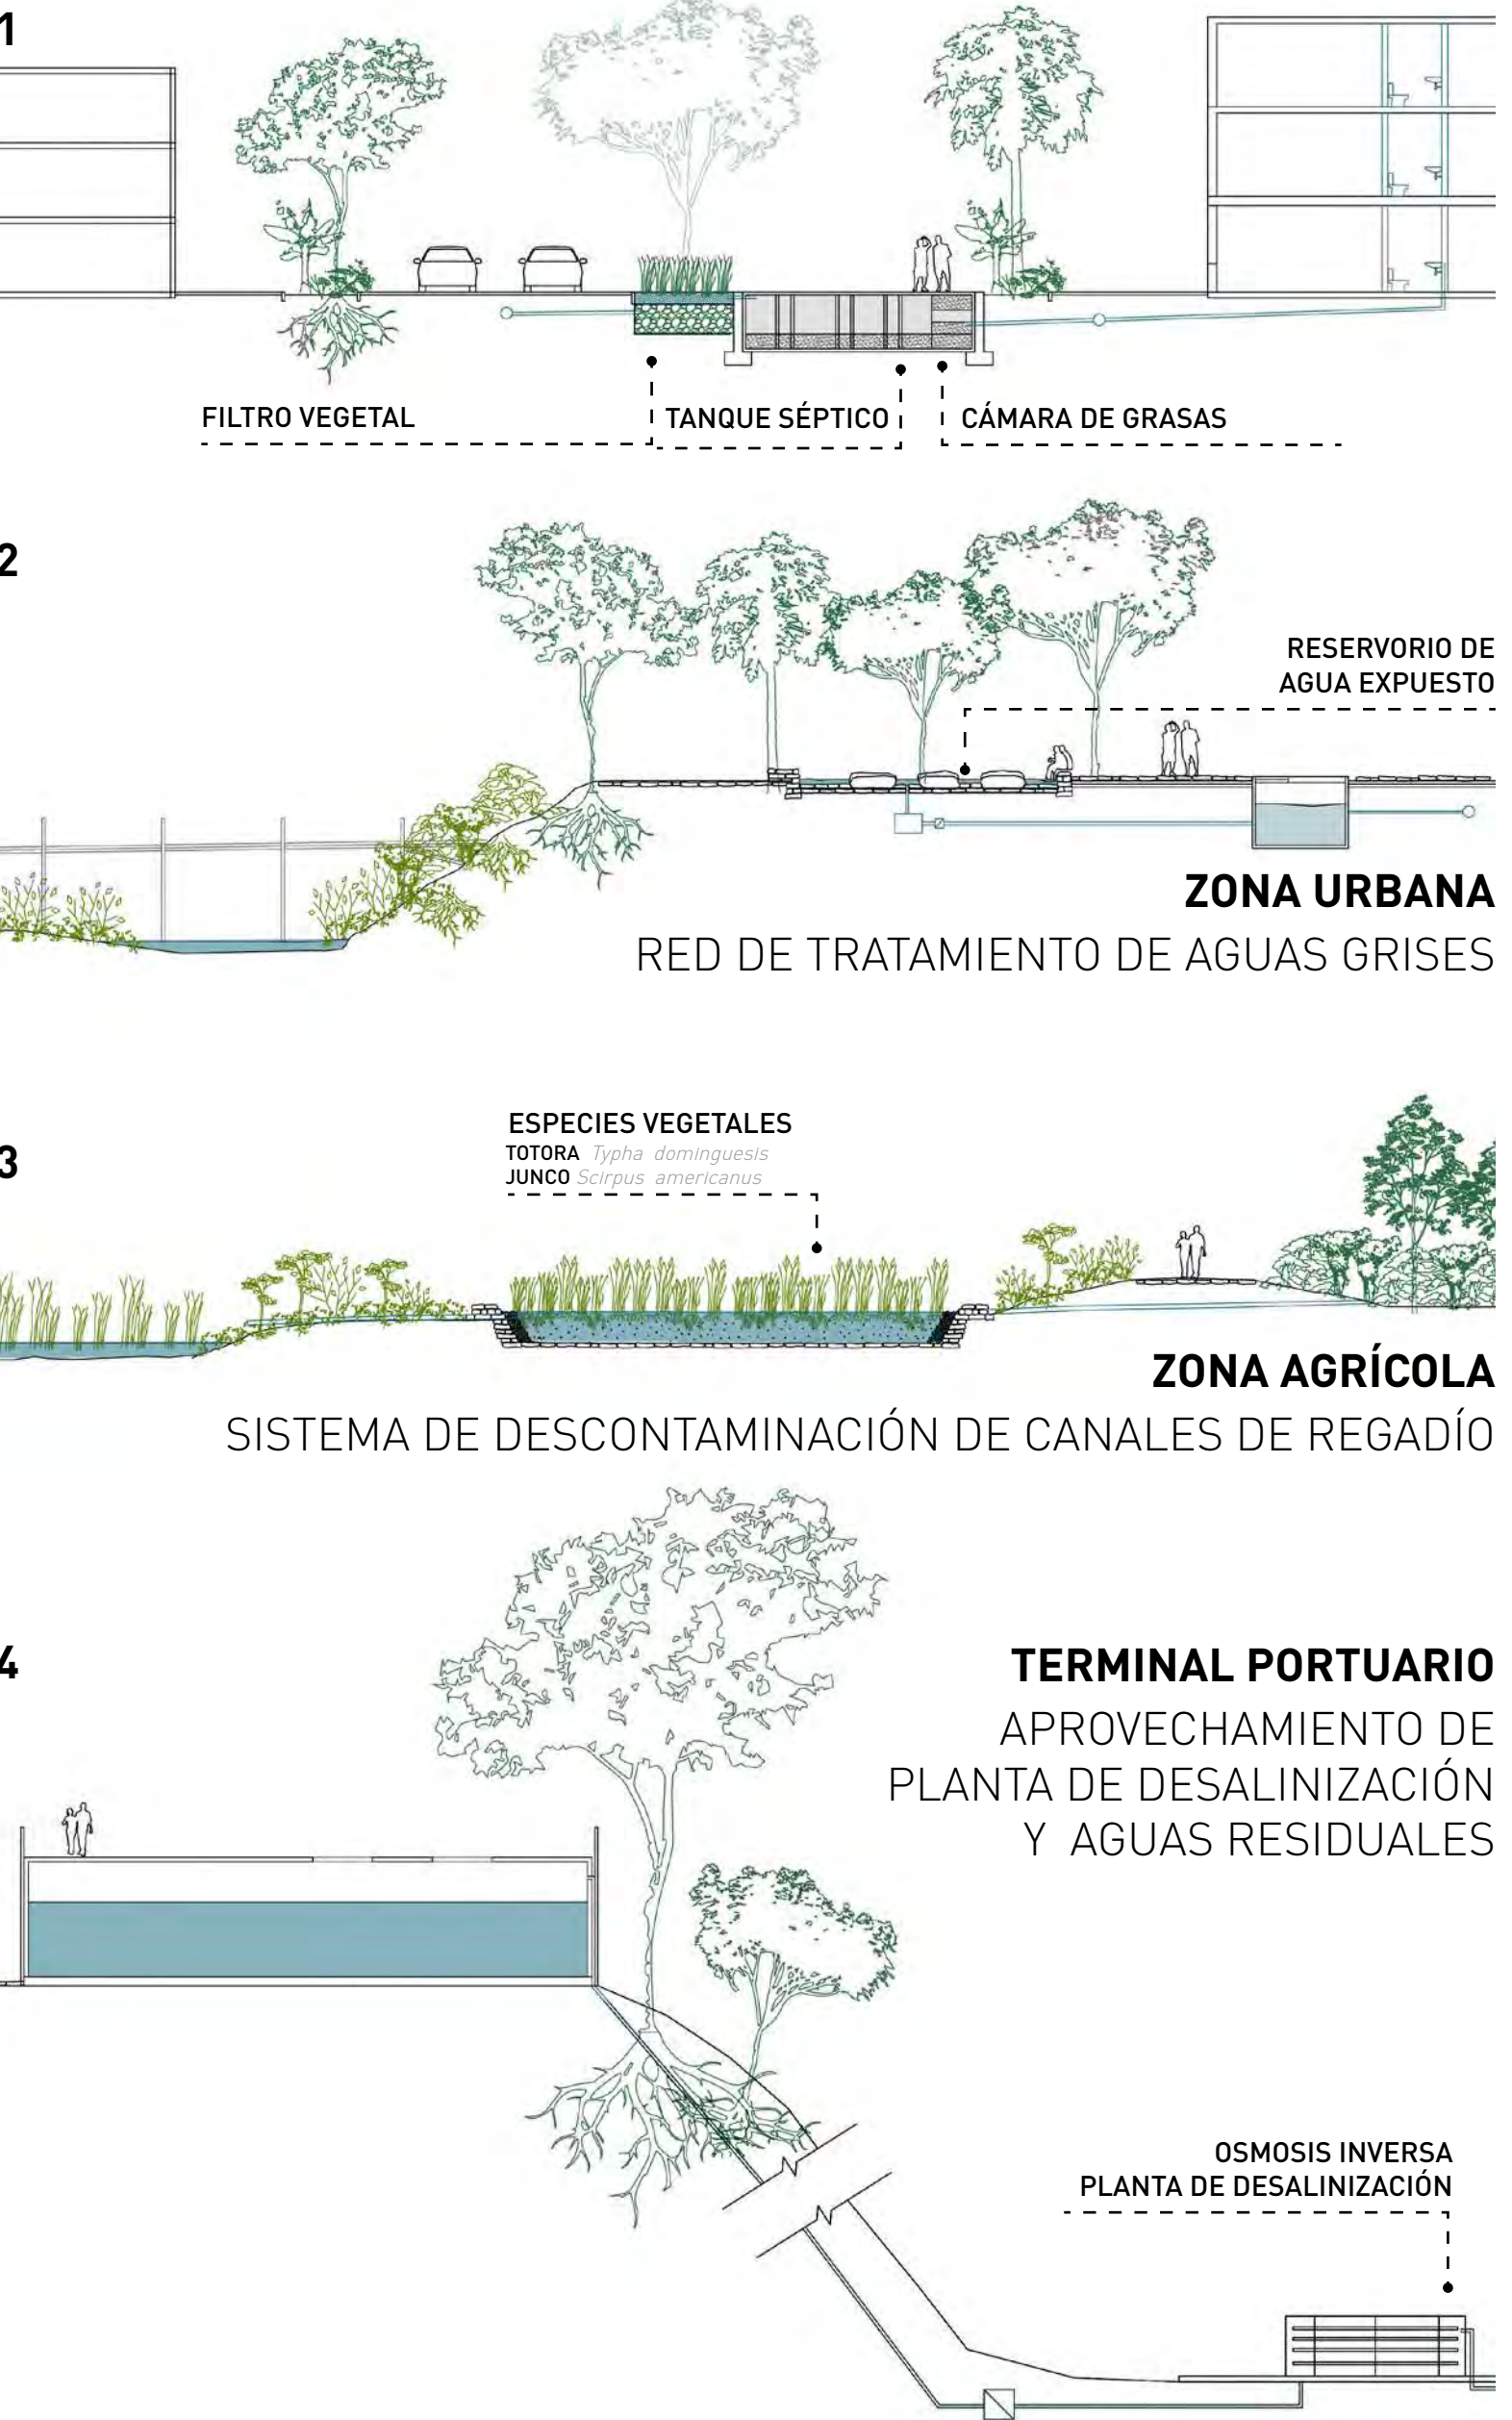 1
FILTRO VEGETAL
TANQUE SÉPTICO
CÁMARA DE GRASAS
2
RESERVORIO DE
AGUA EXPUESTO
ZONA URBANA
RED DE TRATAMIENTO DE AGUAS GRISES
3
ESPECIES VEGETALES
TOTORA Typha dominguesis
JUNCO Scirpus americanus
ZONA AGRÍCOLA
SISTEMA DE DESCONTAMINACIÓN DE CANALES DE REGADÍO
4
TERMINAL PORTUARIO
APROVECHAMIENTO DE
PLANTA DE DESALINIZACIÓN
Y AGUAS RESIDUALES
OSMOSIS INVERSA
PLANTA DE DESALINIZACIÓN